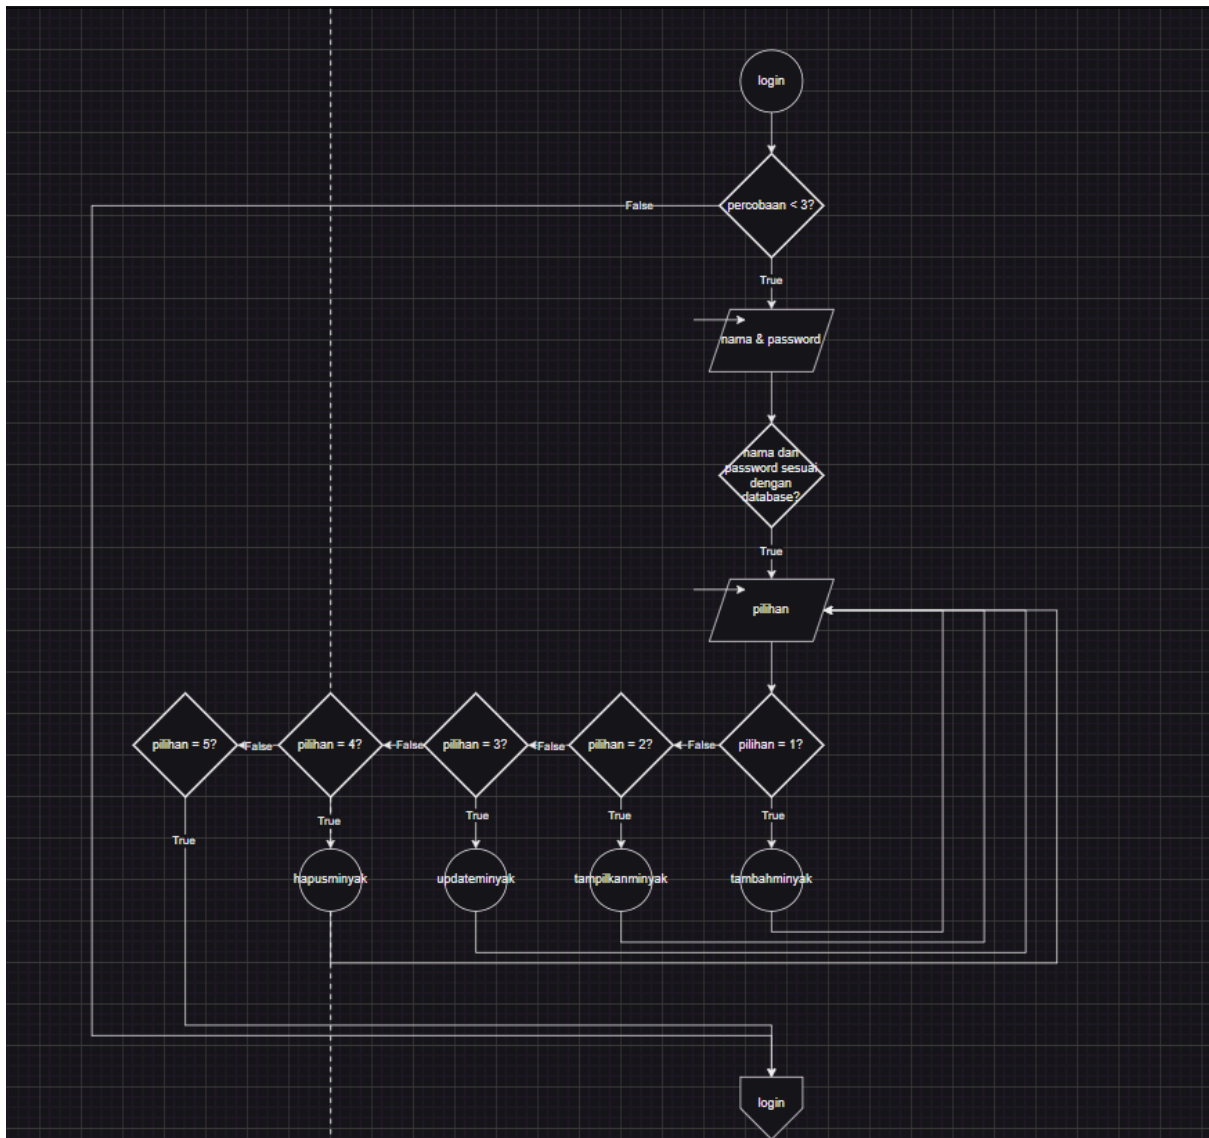 login
percobaan < 3?
False
True
nama & password
nama dan
password sesuai
dengan
database?
True
pilihan
pilihan = 5?
False
pilihan = 4?
False
pilihan = 3?
False
pilihan = 2?
False
pilihan = 1?
True
True
True
True
True
hapusminyak
updateminyak
tampilkanminyak
tambahminyak
login